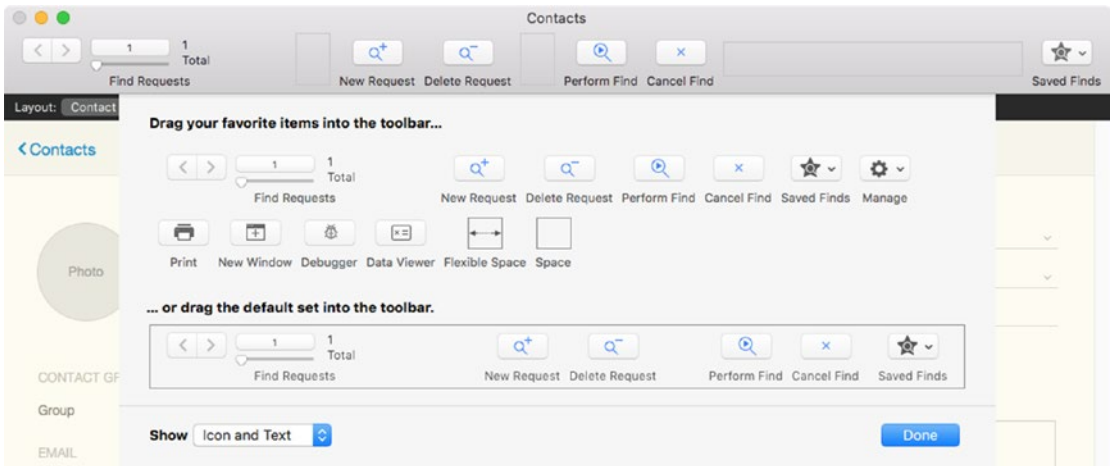 Contacts
1 1 Total
Find Requests New Request Delete Request Perform Find Cancel Find Saved Finds
Layout: Contact
Contacts
Drag your favorite items into the toolbar...
1 1 Total
Find Requests New Request Delete Request Perform Find Cancel Find Saved Finds Manage
Print New Window Debugger Data Viewer Flexible Space Space
Photo
... or drag the default set into the toolbar.
1 1 Total
Find Requests New Request Delete Request Perform Find Cancel Find Saved Finds
CONTACT GR
Group
Show Icon and Text Done
EMAIL